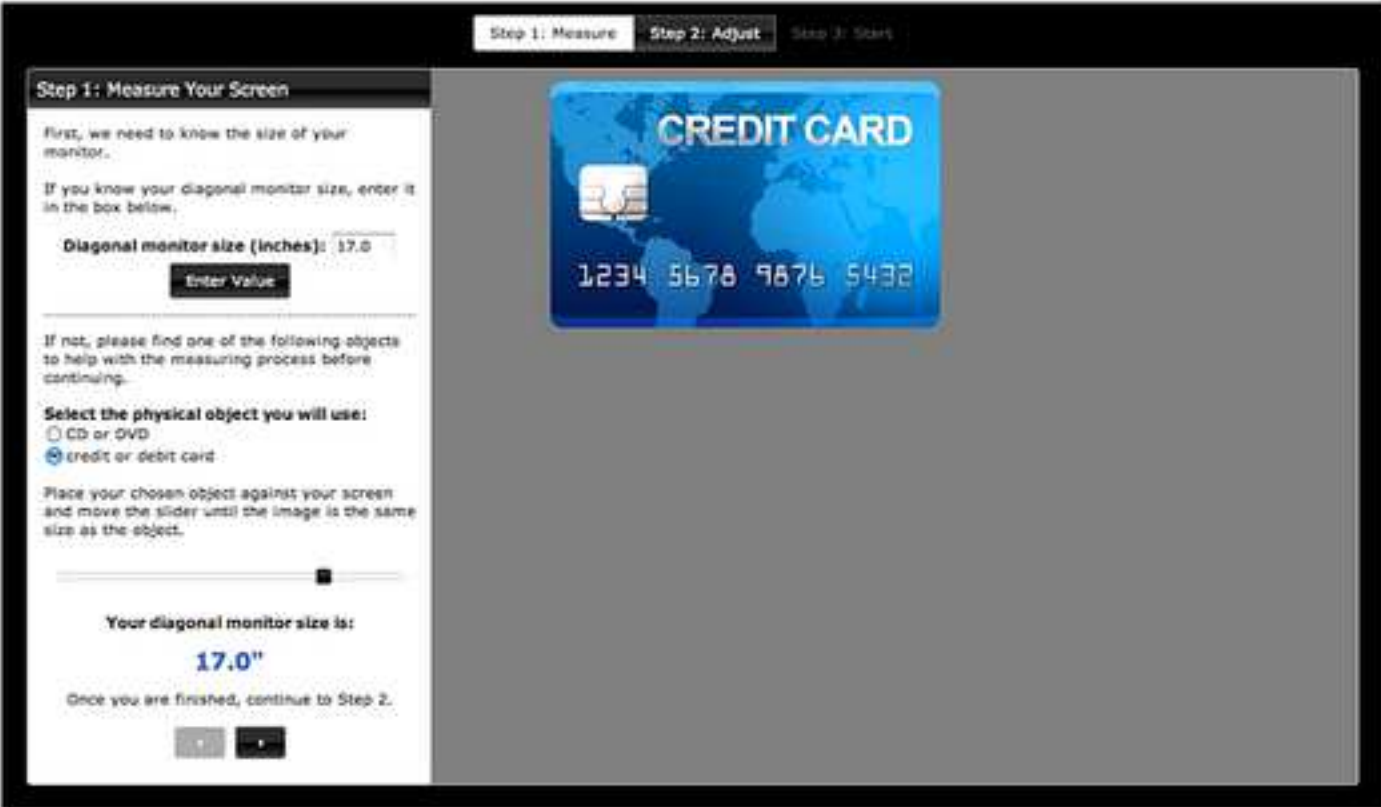 Step 1: Measure
Step 2: Adjust
Step 3: Start
Step 1: Measure Your Screen
First, we need to know the size of your
monitor.
If you know your diagonal monitor size, enter it
in the box below.
Diagonal monitor size (inches): 17.0
Enter Value
If not, please find one of the following objects
to help with the measuring process before
continuing.
Select the physical object you will use:
CD or DVD
credit or debit card
Place your chosen object against your screen
and move the slider until the image is the same
size as the object.
Your diagonal monitor size is:
17.0"
Once you are finished, continue to Step 2.
CREDIT CARD
1234 5678 9876 5432